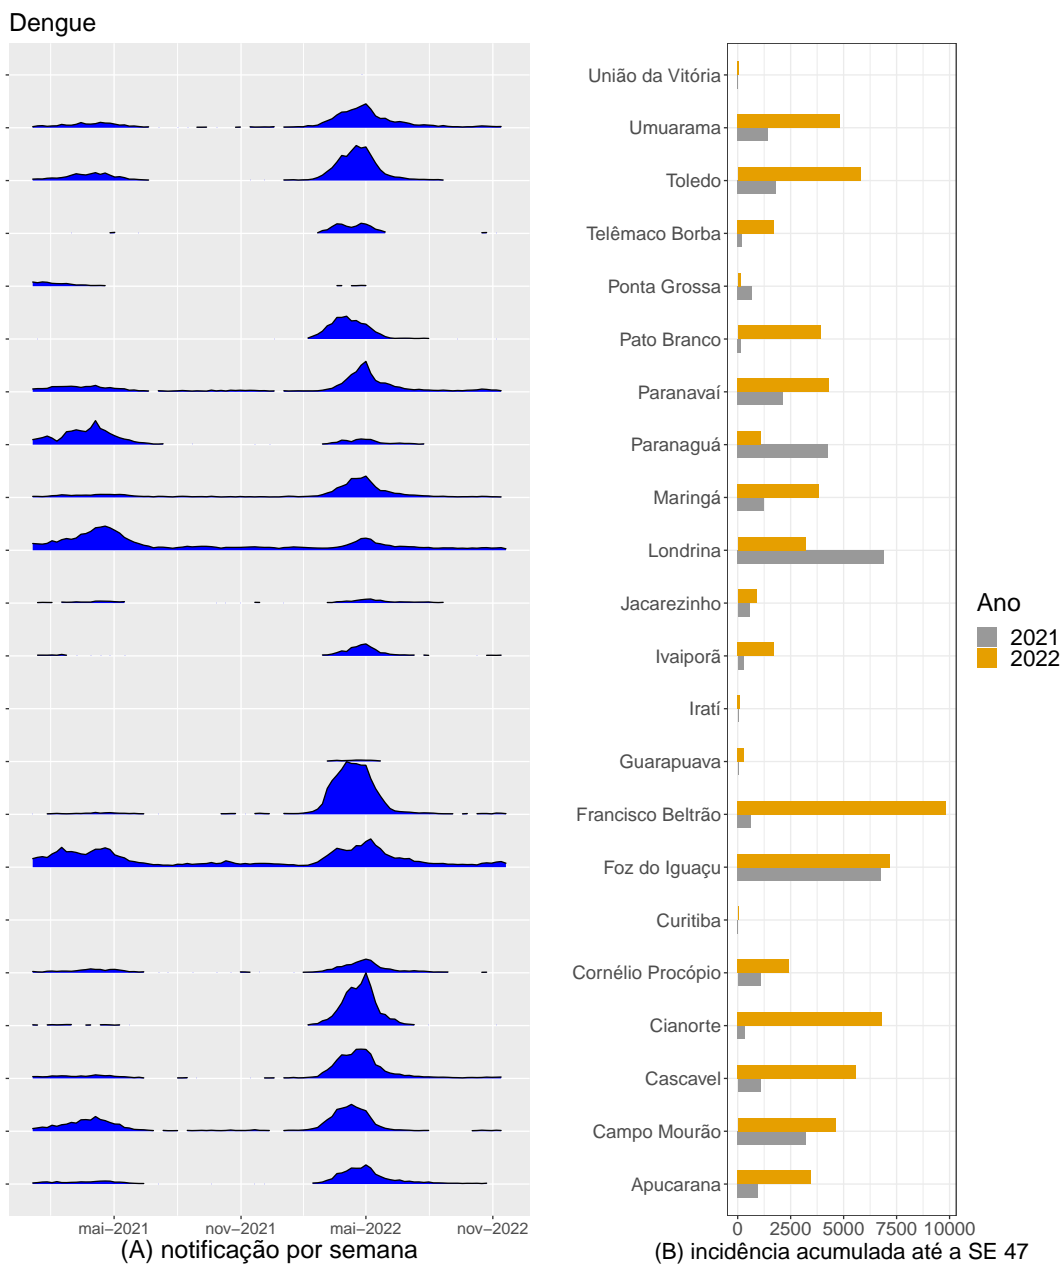 Dengue
União da Vitória
Umuarama
Toledo
Telêmaco Borba
Ponta Grossa
Pato Branco
Paranavaí
Paranaguá
Maringá
Londrina
Jacarezinho
Ivaiporã
Iratí
Guarapuava
Francisco Beltrão
Foz do Iguaçu
Curitiba
Cornélio Procópio
Cianorte
Cascavel
Campo Mourão
Apucarana
Ano
2021
2022
mai–2021 nov–2021 mai–2022 nov–2022
0 2500 5000 7500 10000
(A) notificação por semana
(B) incidência acumulada até a SE 47